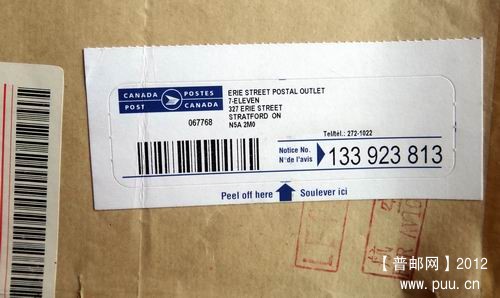 CANADA POSTES
POST CANADA
067768
ERIE STREET POSTAL OUTLET
7-ELEVEN
327 ERIE STREET
STRATFORD ON
N5A 2M0
Tel/tél.: 272-1022
Notice No.
N° de l'avis
133 923 813
Peel off here Soulever ici
【普邮网】2012
www.puu.cn